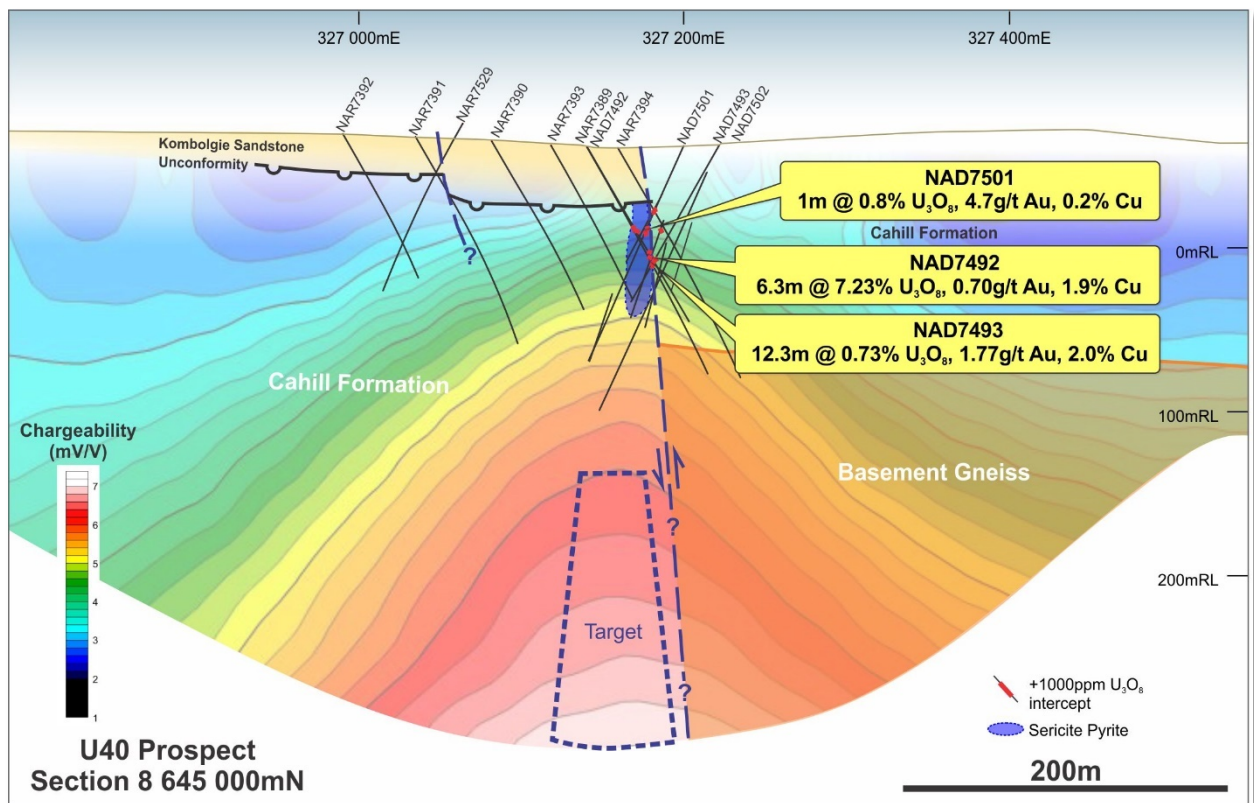 327 000mE
327 200mE
327 400mE
NAR7392
NAR7391
NAR7529
NAR7390
NAR7393
NAR7389
NAD7492
NAR7394
NAD7501
NAD7493
NAD7502
Kombolgie Sandstone
Unconformity
NAD7501
1m @ 0.8% U₃O₈, 4.7g/t Au, 0.2% Cu
Cahill Formation
0mRL
?
NAD7492
6.3m @ 7.23% U₃O₈, 0.70g/t Au, 1.9% Cu
NAD7493
12.3m @ 0.73% U₃O₈, 1.77g/t Au, 2.0% Cu
Cahill Formation
100mRL
Chargeability
(mV/V)
7
6
5
4
3
2
1
Basement Gneiss
?
200mRL
Target
?
+1000ppm U₃O₈
intercept
Sericite Pyrite
U40 Prospect
Section 8 645 000mN
200m